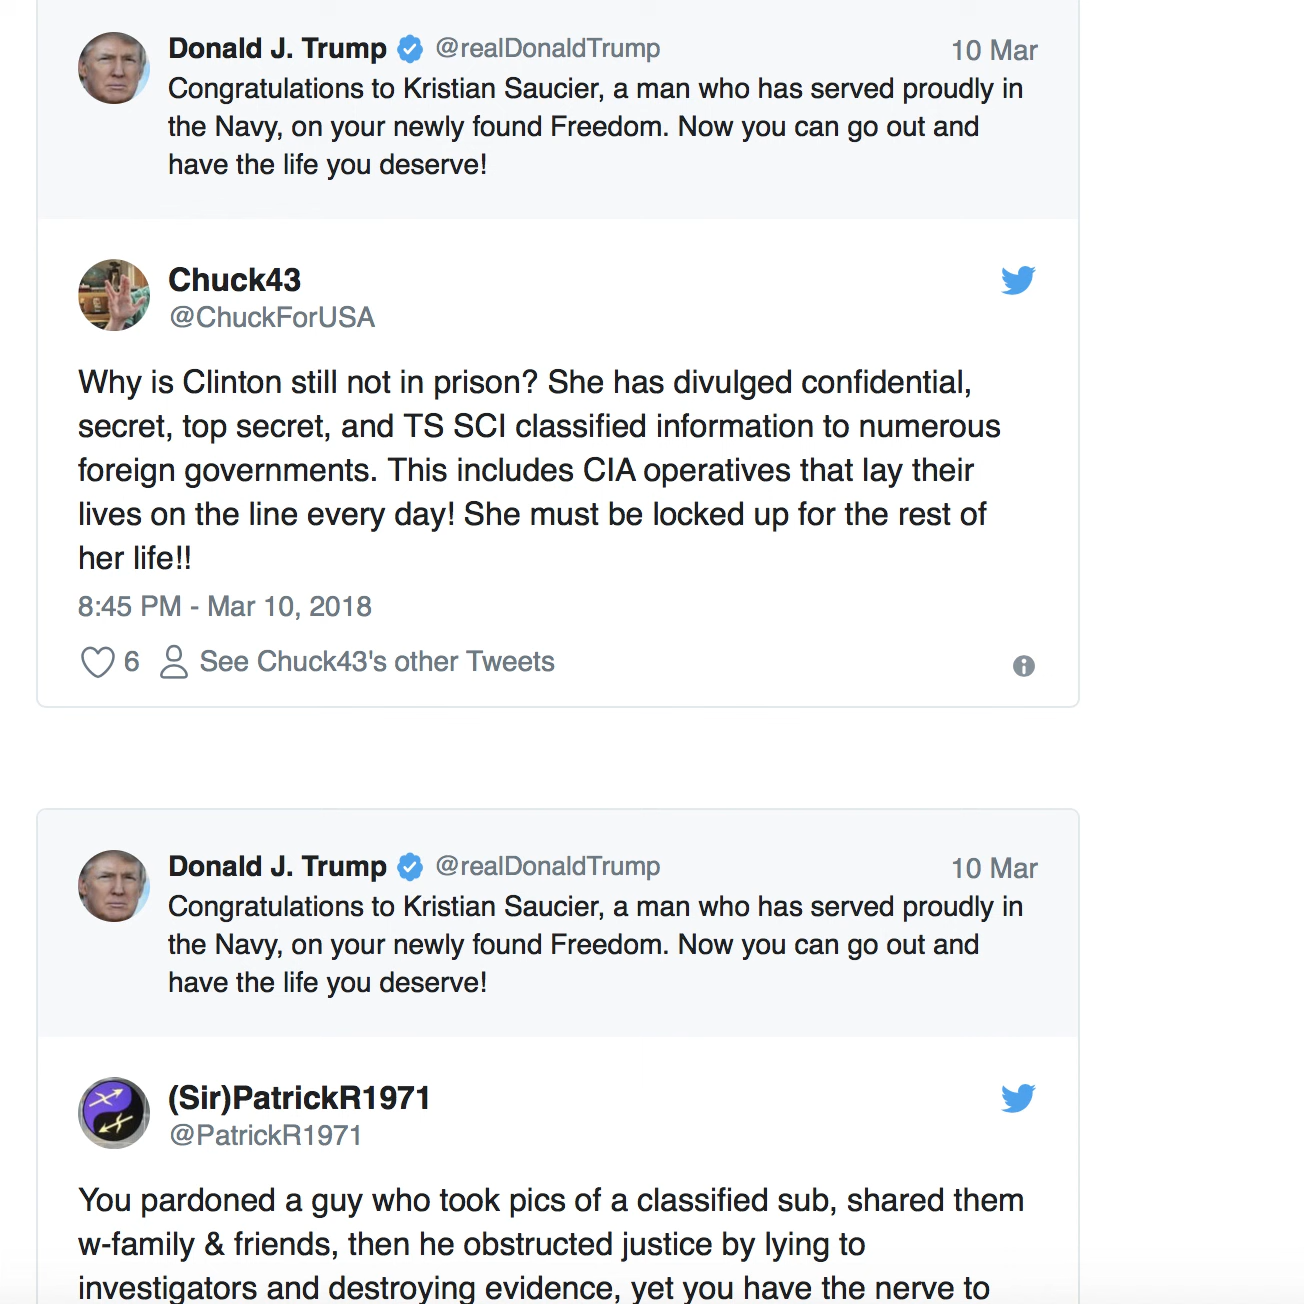 Donald J. Trump @realDonaldTrump 10 Mar
Congratulations to Kristian Saucier, a man who has served proudly in
the Navy, on your newly found Freedom. Now you can go out and
have the life you deserve!
Chuck43
@ChuckForUSA
Why is Clinton still not in prison? She has divulged confidential,
secret, top secret, and TS SCI classified information to numerous
foreign governments. This includes CIA operatives that lay their
lives on the line every day! She must be locked up for the rest of
her life!!
8:45 PM - Mar 10, 2018
6 See Chuck43's other Tweets
Donald J. Trump @realDonaldTrump 10 Mar
Congratulations to Kristian Saucier, a man who has served proudly in
the Navy, on your newly found Freedom. Now you can go out and
have the life you deserve!
(Sir)PatrickR1971
@PatrickR1971
You pardoned a guy who took pics of a classified sub, shared them
w-family & friends, then he obstructed justice by lying to
investigators and destroying evidence, yet you have the nerve to